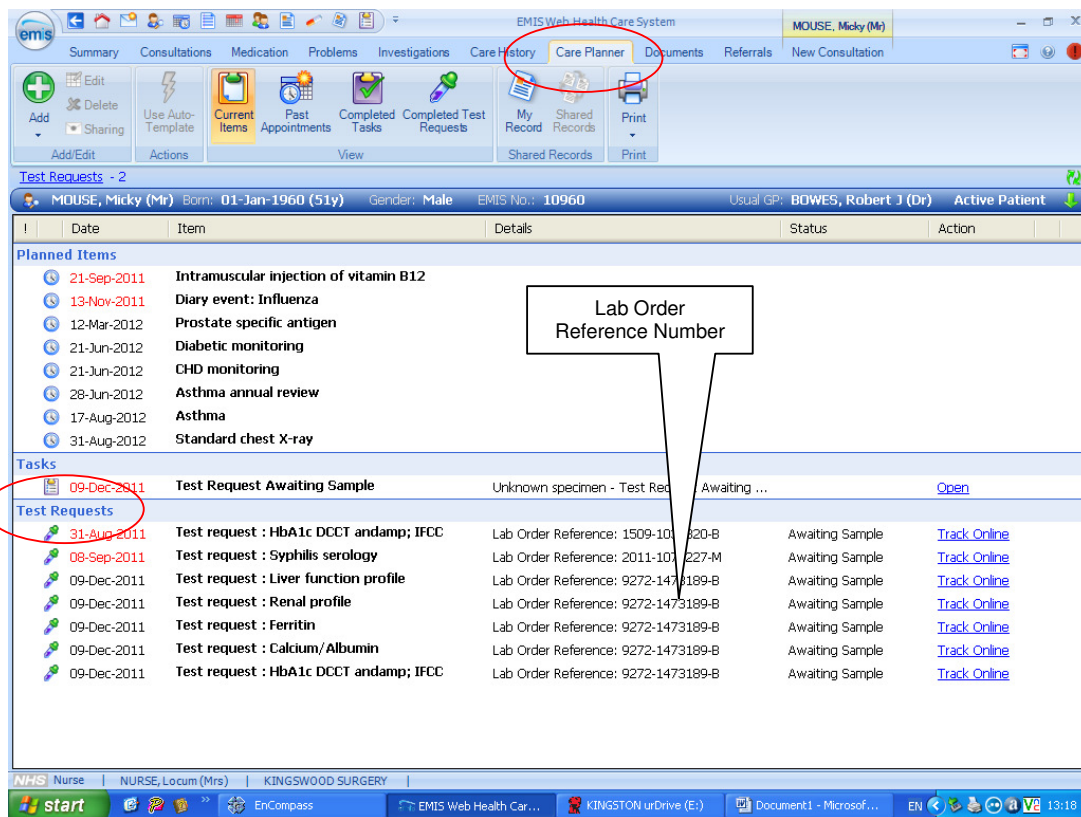 emis
EMIS Web Health Care System
MOUSE, Micky (Mr)
Summary Consultations Medication Problems Investigations Care History Care Planner Documents Referrals New Consultation
Add
Edit
Delete
Sharing
Add/Edit
Use Auto-
Template
Actions
Current
Items
Past
Appointments
Completed
Tasks
Completed Test
Requests
View
My
Record
Shared
Records
Shared Records
Print
Print
Test Requests - 2
MOUSE, Micky (Mr) Born: 01-Jan-1960 (51y) Gender: Male EMIS No.: 10960 Usual GP: BOWES, Robert J (Dr) Active Patient
! Date Item Details Status Action
Planned Items
21-Sep-2011 Intramuscular injection of vitamin B12
13-Nov-2011 Diary event: Influenza
12-Mar-2012 Prostate specific antigen
21-Jun-2012 Diabetic monitoring
21-Jun-2012 CHD monitoring
28-Jun-2012 Asthma annual review
17-Aug-2012 Asthma
31-Aug-2012 Standard chest X-ray
Lab Order
Reference Number
Tasks
09-Dec-2011 Test Request Awaiting Sample Unknown specimen - Test Awaiting ... Open
Test Requests
31-Aug-2011 Test request : HbA1c DCCT andamp; IFCC Lab Order Reference: Awaiting Sample Track Online
08-Sep-2011 Test request : Syphilis serology Lab Order Reference: Awaiting Sample Track Online
09-Dec-2011 Test request : Liver function profile Lab Order Reference: 9272-1473189-B Awaiting Sample Track Online
09-Dec-2011 Test request : Renal profile Lab Order Reference: 9272-1473189-B Awaiting Sample Track Online
09-Dec-2011 Test request : Ferritin Lab Order Reference: 9272-1473189-B Awaiting Sample Track Online
09-Dec-2011 Test request : Calcium/Albumin Lab Order Reference: 9272-1473189-B Awaiting Sample Track Online
09-Dec-2011 Test request : HbA1c DCCT andamp; IFCC Lab Order Reference: 9272-1473189-B Awaiting Sample Track Online
NHS Nurse | NURSE, Locum (Mrs) | KINGSWOOD SURGERY |
start » EnCompass EMIS Web Health Car... KINGSTON urDrive (E:) Document1 - Microsof... EN 13:18